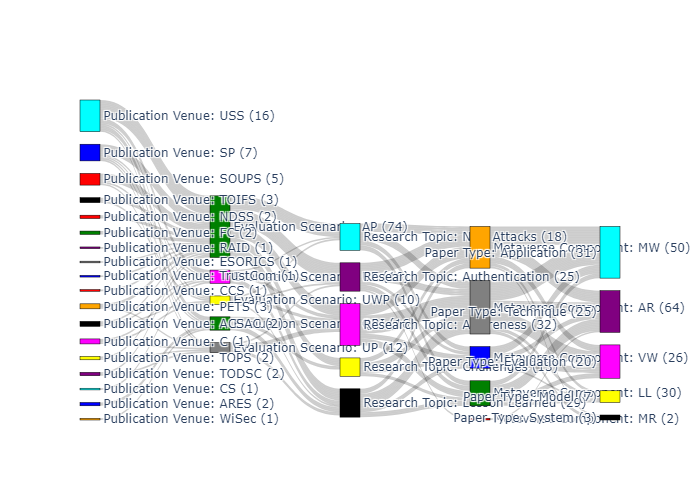 Publication Venue: USS (16)
Publication Venue: SP (7)
Publication Venue: SOUPS (5)
Publication Venue: TOIFS (3)
Publication Venue: NDSS (2)
Publication Venue: FC (2)
Publication Venue: RAID (1)
Publication Venue: ESORICS (1)
Publication Venue: TrustCom (1)
Publication Venue: CCS (1)
Publication Venue: PETS (3)
Publication Venue: ACSAC (2)
Publication Venue: C (1)
Publication Venue: TOPS (2)
Publication Venue: TODSC (2)
Publication Venue: CS (1)
Publication Venue: ARES (2)
Publication Venue: WiSec (1)
Evaluation Scenario: AP (74)
Evaluation Scenario: UWP (10)
Evaluation Scenario: UP (12)
Research Topic: Attacks (18)
Research Topic: Authentication (25)
Research Topic: Awareness (32)
Research Topic: Challenges
Research Topic: Lesson Learned (29)
Paper Type: Application (31)
Paper Type: Technique (25)
Paper Type: (20)
Paper Type: Model (7)
Paper Type: System (3)
Metaverse Component: MW (50)
Metaverse Component: AR (64)
Metaverse Component: VW (26)
Metaverse Component: LL (30)
Metaverse Component: MR (2)